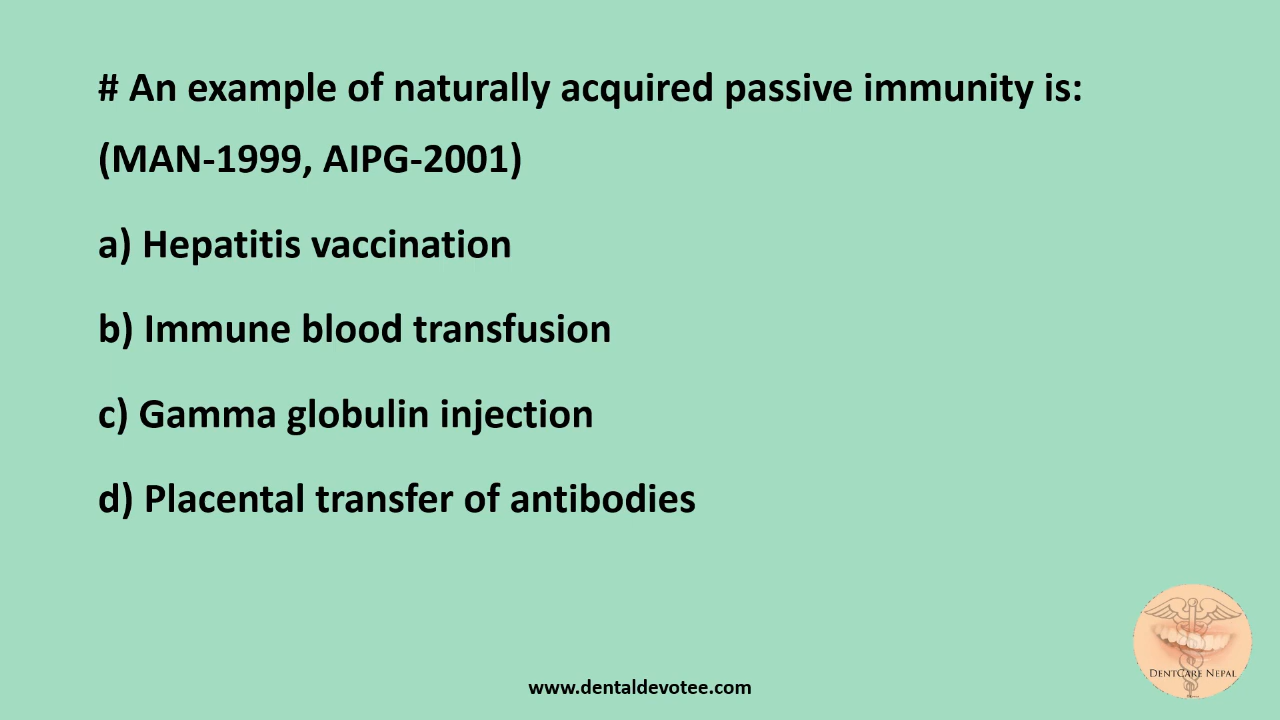 # An example of naturally acquired passive immunity is:
(MAN-1999, AIPG-2001)
a) Hepatitis vaccination
b) Immune blood transfusion
c) Gamma globulin injection
d) Placental transfer of antibodies
DENTCARE NEPAL
www.dentaldevotee.com